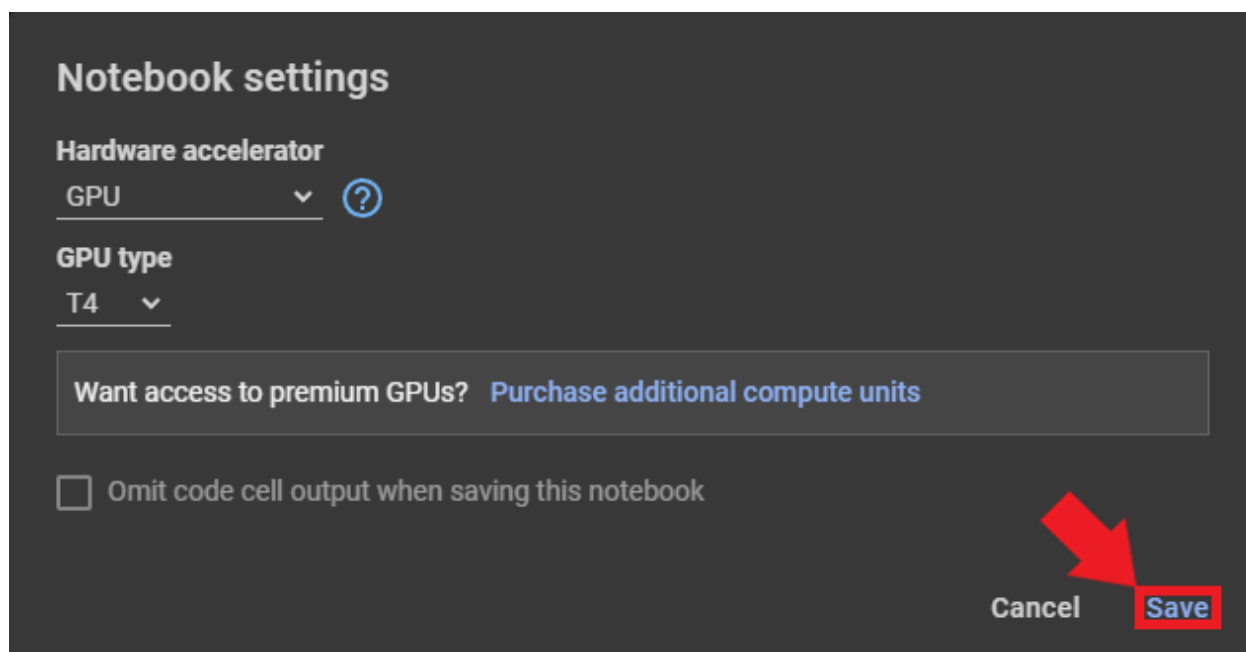 Notebook settings
Hardware accelerator
GPU
GPU type
T4
Want access to premium GPUs? Purchase additional compute units
Omit code cell output when saving this notebook
Cancel Save